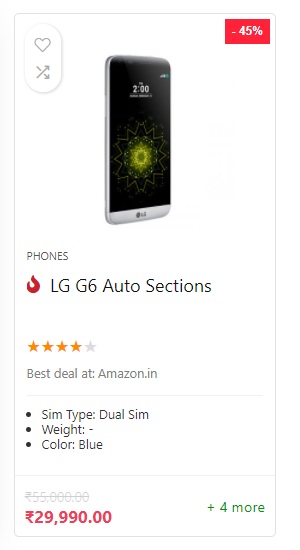 - 45%
2:00
LG
PHONES
LG G6 Auto Sections
Best deal at: Amazon.in
Sim Type: Dual Sim
Weight: -
Color: Blue
₹55,000.00
₹29,990.00
+ 4 more